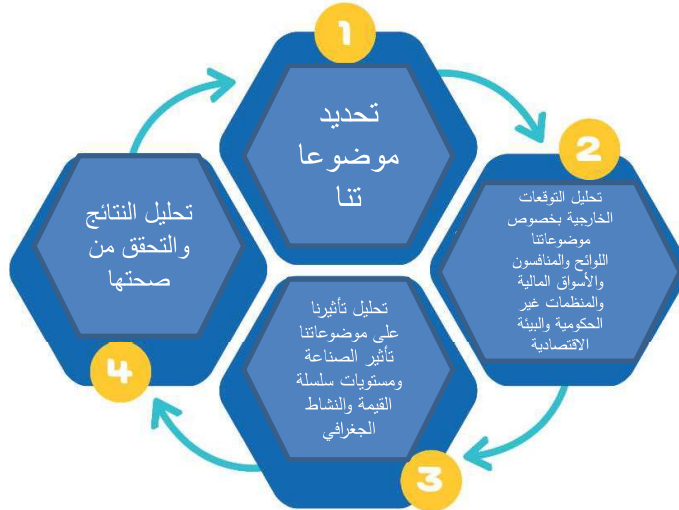 1
تحديد
موضوعا
تنا
2
تحليل التوقعات
الخارجية بخصوص
موضوعاتنا
اللوائح والمنافسون
والأسواق المالية
والمنظمات غير
الحكومية والبيئة
الاقتصادية
3
تحليل تأثيرنا
على موضوعاتنا
تأثير الصناعة
ومستويات سلسلة
القيمة والنشاط
الجغرافي
4
تحليل النتائج
والتحقق من
صحتها